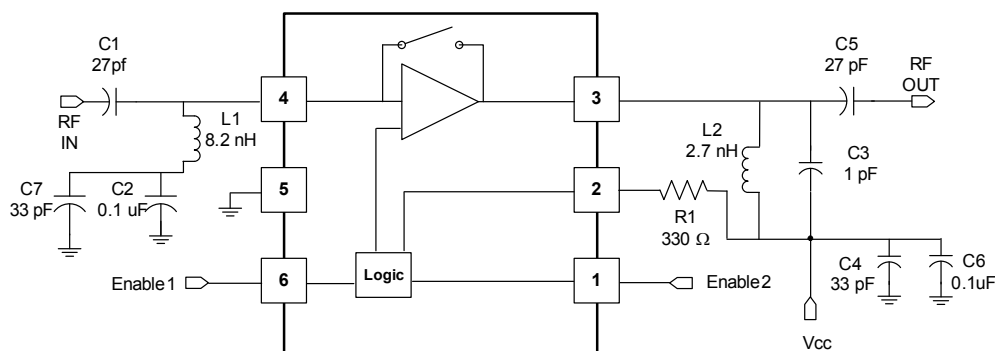 C1
27pf
RF
IN
L1
8.2 nH
C7
33 pF
C2
0.1 uF
4
5
6
Enable1
Logic
3
2
1
Enable2
R1
330 Ω
L2
2.7 nH
C3
1 pF
C5
27 pF
RF
OUT
C4
33 pF
C6
0.1uF
Vcc